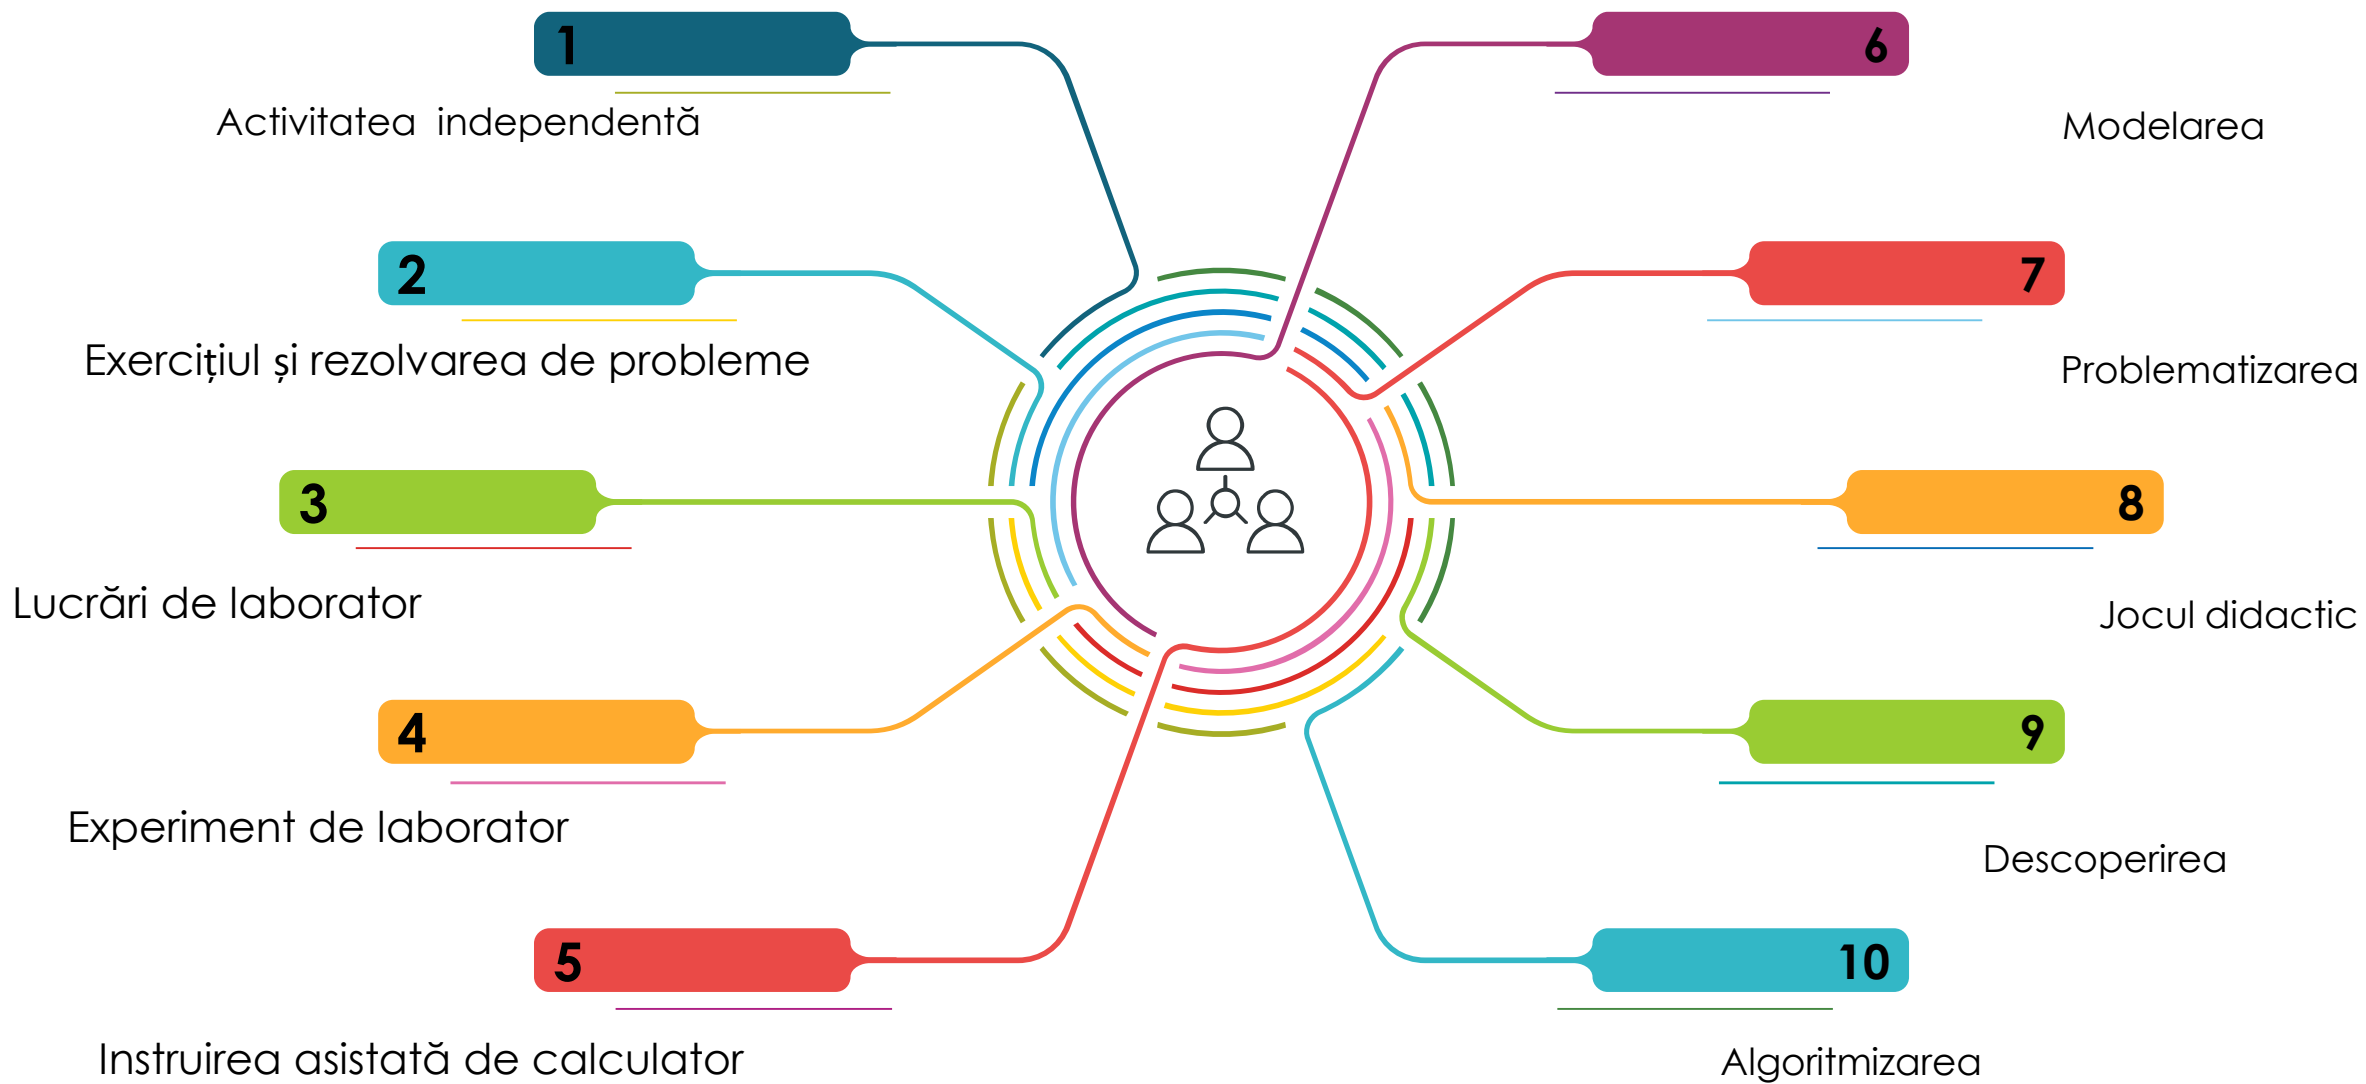 1
Activitatea  independentă
2
Exercițiul și rezolvarea de probleme
3
Lucrări de laborator
4
Experiment de laborator
5
Instruirea asistată de calculator
6
Modelarea
7
Problematizarea
8
Jocul didactic
9
Descoperirea
10
Algoritmizarea